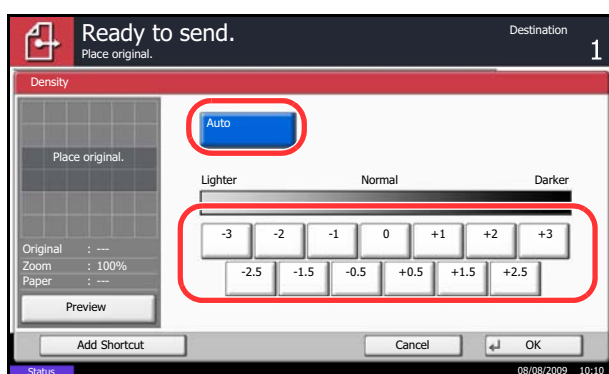 Ready to send.
Destination
Place original.
1
Density
Auto
Place original.
Lighter Normal Darker
-3 -2 -1 0 +1 +2 +3
-2.5 -1.5 -0.5 +0.5 +1.5 +2.5
Original : ---
Zoom : 100%
Paper : ---
Preview
Add Shortcut Cancel OK
Status 08/08/2009 10:10